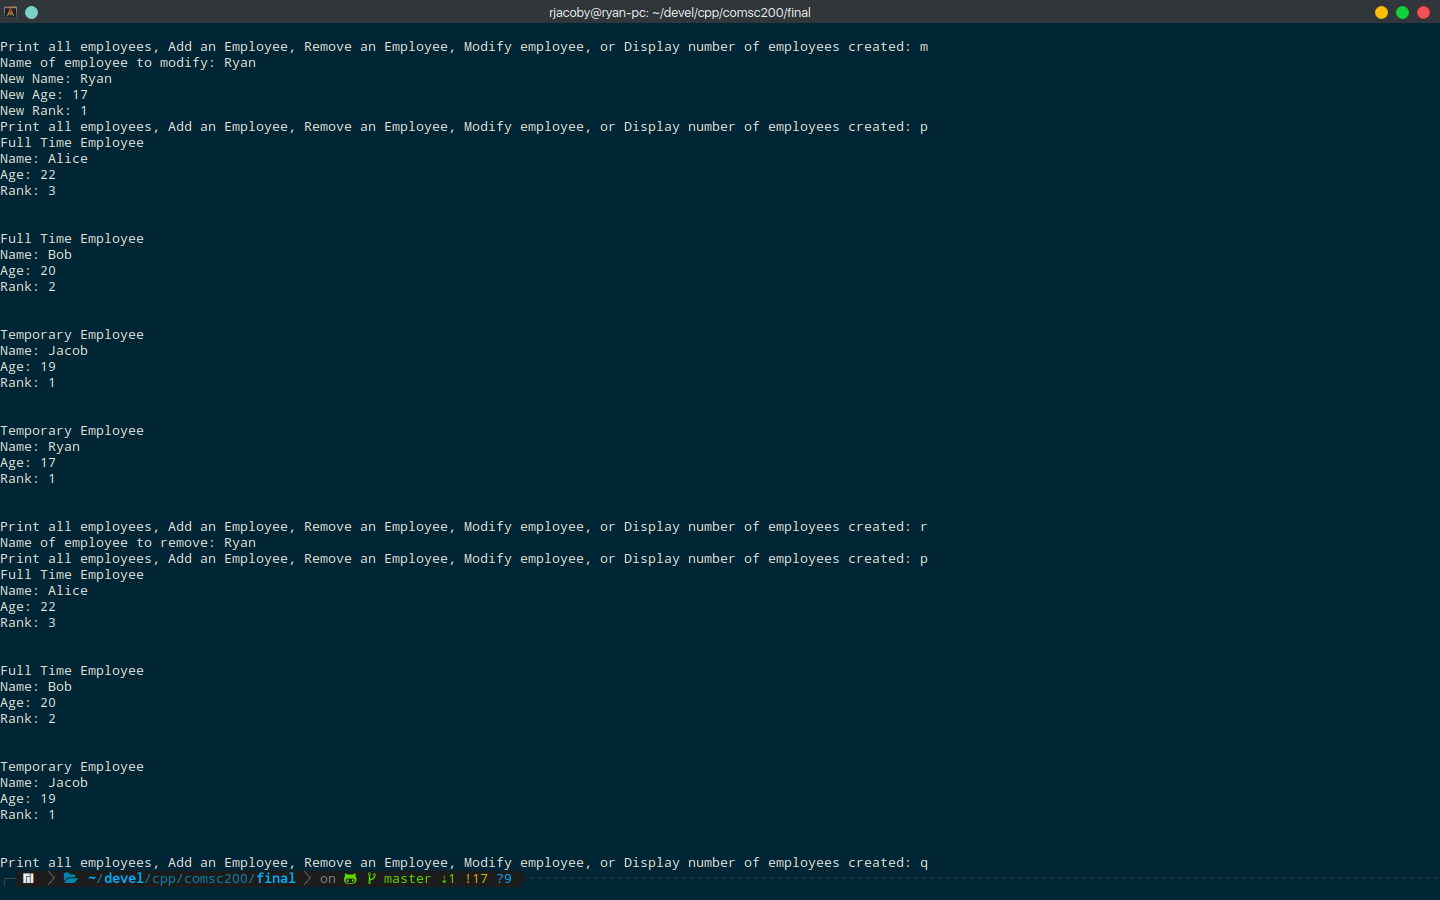 rjacoby@ryan-pc: ~/devel/cpp/comsc200/final
Print all employees, Add an Employee, Remove an Employee, Modify employee, or Display number of employees created: m
Name of employee to modify: Ryan
New Name: Ryan
New Age: 17
New Rank: 1
Print all employees, Add an Employee, Remove an Employee, Modify employee, or Display number of employees created: p
Full Time Employee
Name: Alice
Age: 22
Rank: 3
Full Time Employee
Name: Bob
Age: 20
Rank: 2
Temporary Employee
Name: Jacob
Age: 19
Rank: 1
Temporary Employee
Name: Ryan
Age: 17
Rank: 1
Print all employees, Add an Employee, Remove an Employee, Modify employee, or Display number of employees created: r
Name of employee to remove: Ryan
Print all employees, Add an Employee, Remove an Employee, Modify employee, or Display number of employees created: p
Full Time Employee
Name: Alice
Age: 22
Rank: 3
Full Time Employee
Name: Bob
Age: 20
Rank: 2
Temporary Employee
Name: Jacob
Age: 19
Rank: 1
Print all employees, Add an Employee, Remove an Employee, Modify employee, or Display number of employees created: q
~/devel/cpp/comsc200/final on master ⇣1 !17 ?9